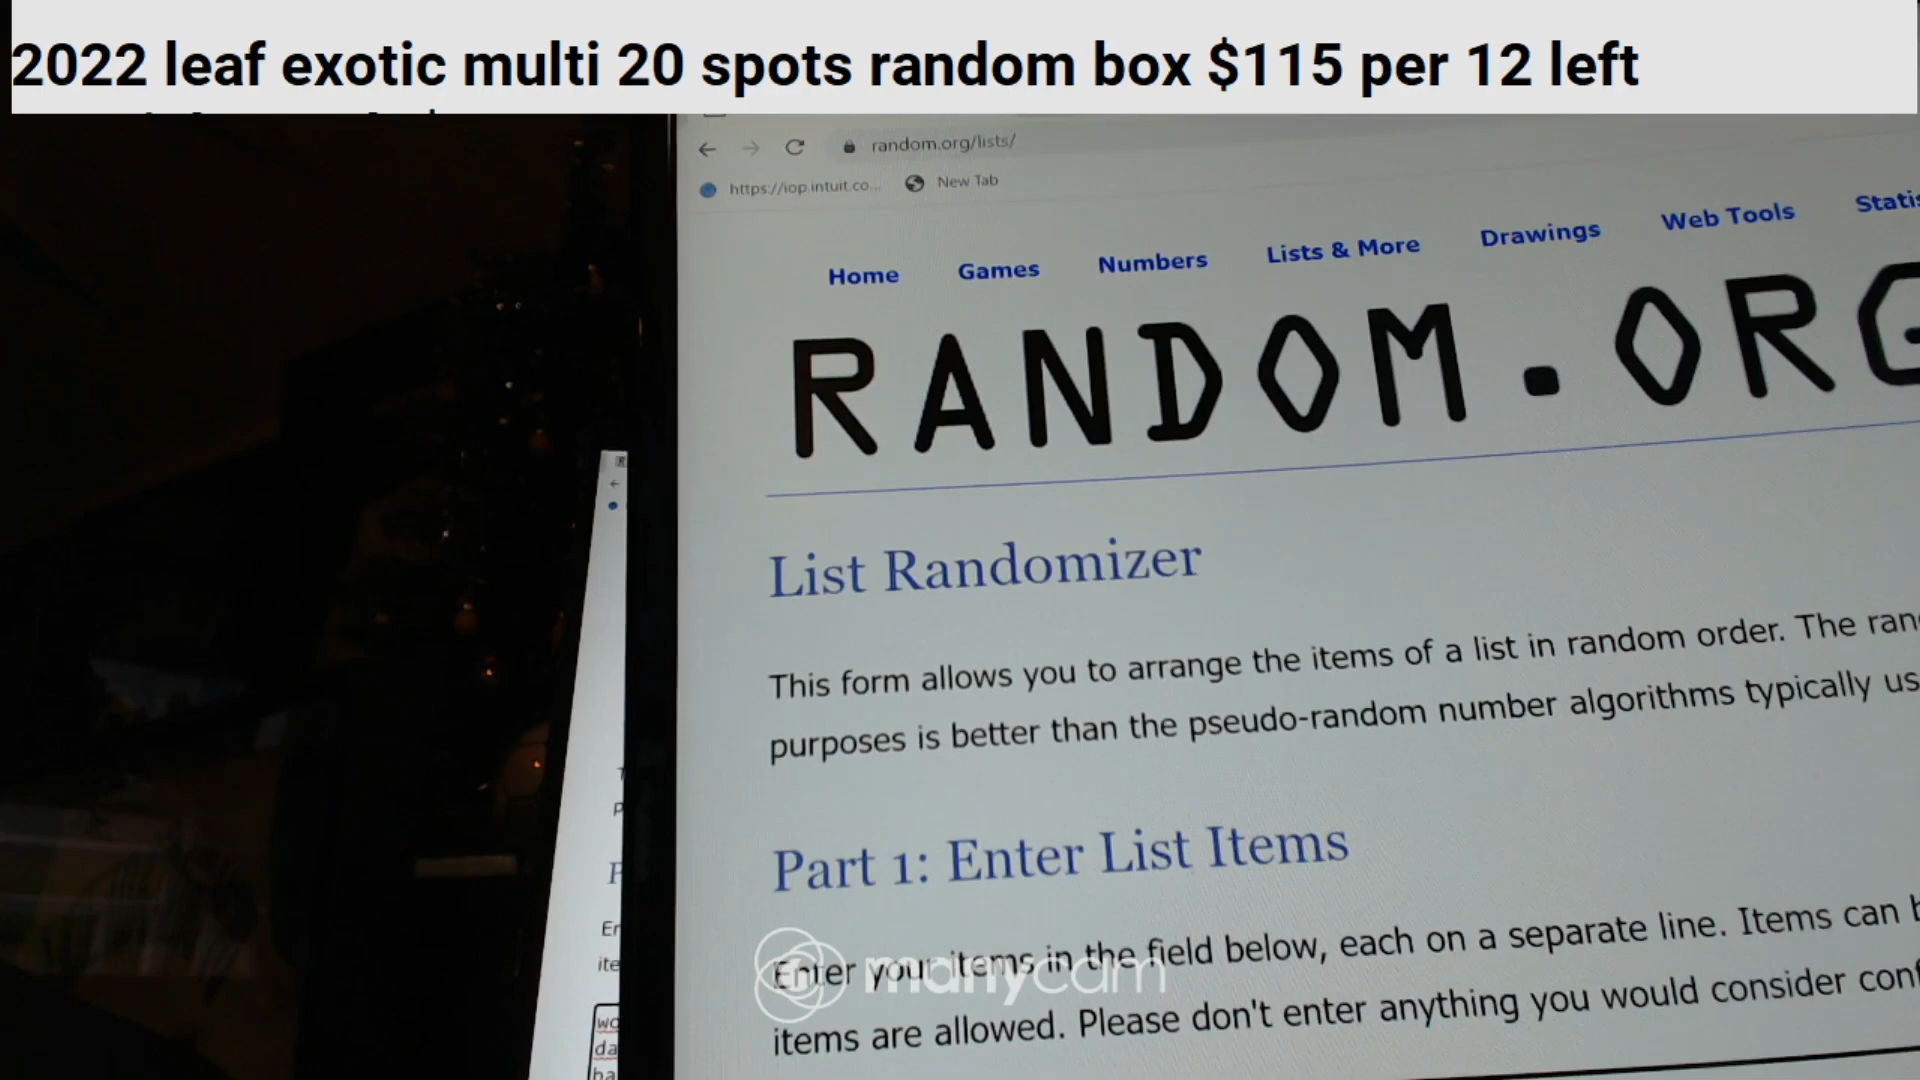 2022 leaf exotic multi 20 spots random box $115 per 12 left
random.org/lists/
https://iop.intuit.co... New Tab
Home Games Numbers Lists & More Drawings Web Tools
RANDOM.ORG
List Randomizer
This form allows you to arrange the items of a list in random order. The
purposes is better than the pseudo-random number algorithms typically
Part 1: Enter List Items
Enter your items in the field below, each on a separate line. Items can
items are allowed. Please don't enter anything you would consider
manycam
wo
da
ba